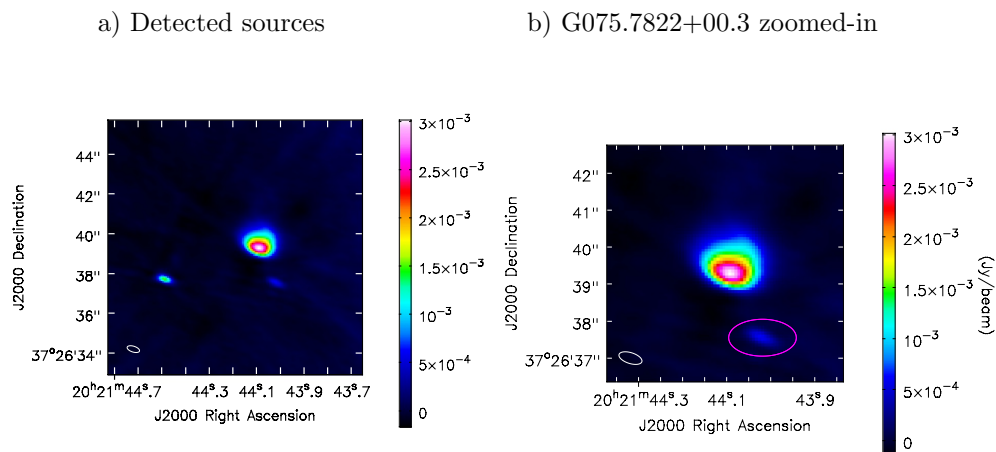 a) Detected sources
b) G075.7822+00.3 zoomed-in
J2000 Declination
44"
42"
40"
38"
36"
37°26'34"
20ʰ21ᵐ44ˢ.7
44ˢ.3
44ˢ.1
43ˢ.9
43ˢ.7
J2000 Right Ascension
3×10⁻³
2.5×10⁻³
2×10⁻³
1.5×10⁻³
10⁻³
5×10⁻⁴
0
J2000 Declination
42"
41"
40"
39"
38"
37°26'37"
20ʰ21ᵐ44ˢ.3
44ˢ.1
43ˢ.9
J2000 Right Ascension
3×10⁻³
2.5×10⁻³
2×10⁻³
1.5×10⁻³
10⁻³
5×10⁻⁴
0
(Jy/beam)